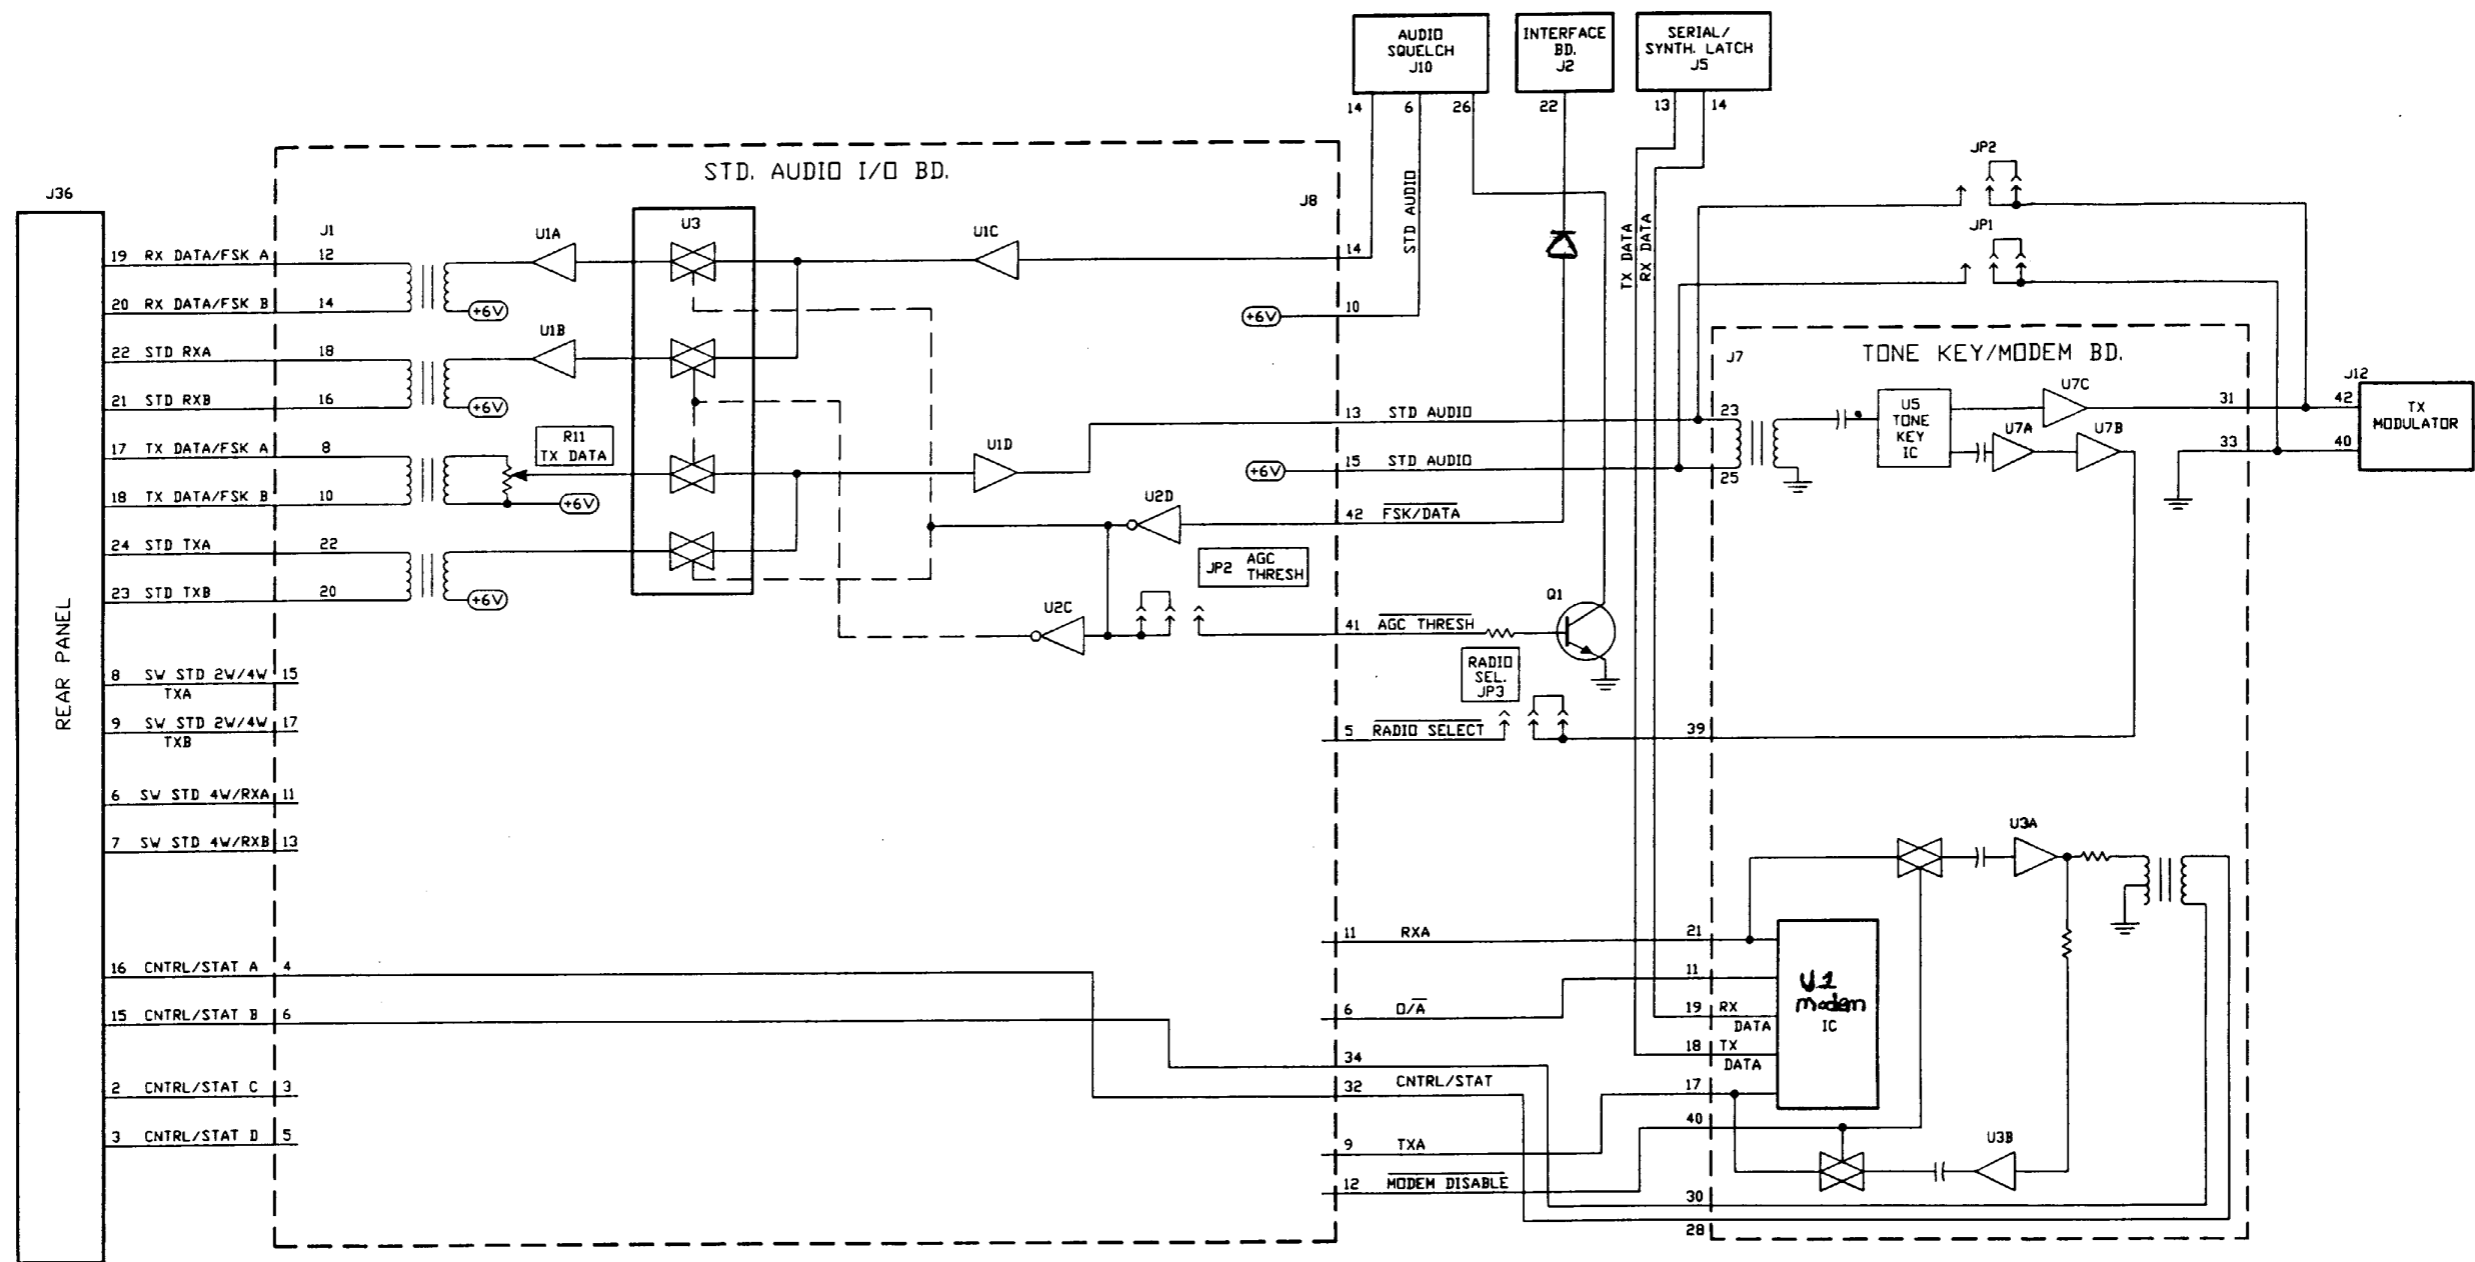 AUDIO
SQUELCH
J10
INTERFACE
BD.
J2
SERIAL/
SYNTH. LATCH
J5
14
6
26
22
13
14
STD AUDIO
TX DATA
RX DATA
JP2
JP1
STD. AUDIO I/O BD.
J8
J36
REAR PANEL
J1
19 RX DATA/FSK A 12
20 RX DATA/FSK B 14
22 STD RXA 18
21 STD RXB 16
17 TX DATA/FSK A 8
18 TX DATA/FSK B 10
24 STD TXA 22
23 STD TXB 20
8 SW STD 2W/4W 15
TXA
9 SW STD 2W/4W 17
TXB
6 SW STD 4W/RXA 11
7 SW STD 4W/RXB 13
16 CNTRL/STAT A 4
15 CNTRL/STAT B 6
2 CNTRL/STAT C 3
3 CNTRL/STAT D 5
U1A
U3
U1C
+6V
U1B
+6V
R11
TX DATA
+6V
+6V
U1D
U2D
JP2 AGC
THRESH
U2C
14
+6V
10
13 STD AUDIO
+6V
15 STD AUDIO
42 FSK/DATA
41 AGC THRESH
Q1
RADIO
SEL.
JP3
5 RADIO SELECT
39
11 RXA 21
6 O/A 11
19 RX
DATA
18 TX
DATA
34
32 CNTRL/STAT
17
40
9 TXA
12 MODEM DISABLE
30
28
TONE KEY/MODEM BD.
J7
23
25
U5
TONE
KEY
IC
U7C
U7A
U7B
31
33
J12
42
40
TX
MODULATOR
U3A
U1
modem
IC
U3B